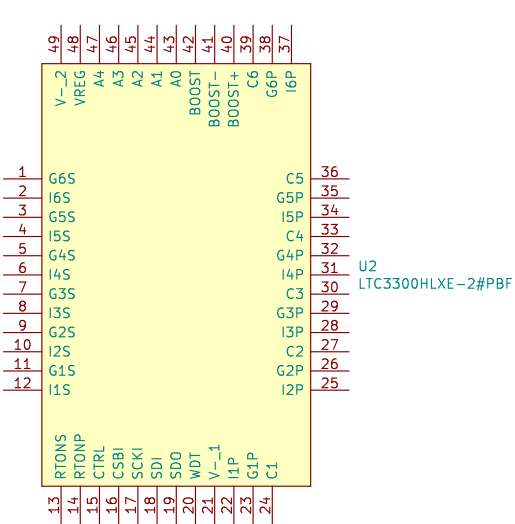 49 48 47 46 45 44 43 42 41 40 39 38 37
V-_2 VREG A4 A3 A2 A1 A0 BOOST BOOST- BOOST+ C6 G6P I6P
1 G6S C5 36
2 I6S G5P 35
3 G5S I5P 34
4 I5S C4 33
5 G4S G4P 32
6 I4S I4P 31
U2
7 G3S C3 30
LTC3300HLXE-2#PBF
8 I3S G3P 29
9 G2S I3P 28
10 I2S C2 27
11 G1S G2P 26
12 I1S I2P 25
RTONS RTONP CTRL CSBI SCKI SDI SDO WDT V-_1 I1P G1P C1
13 14 15 16 17 18 19 20 21 22 23 24